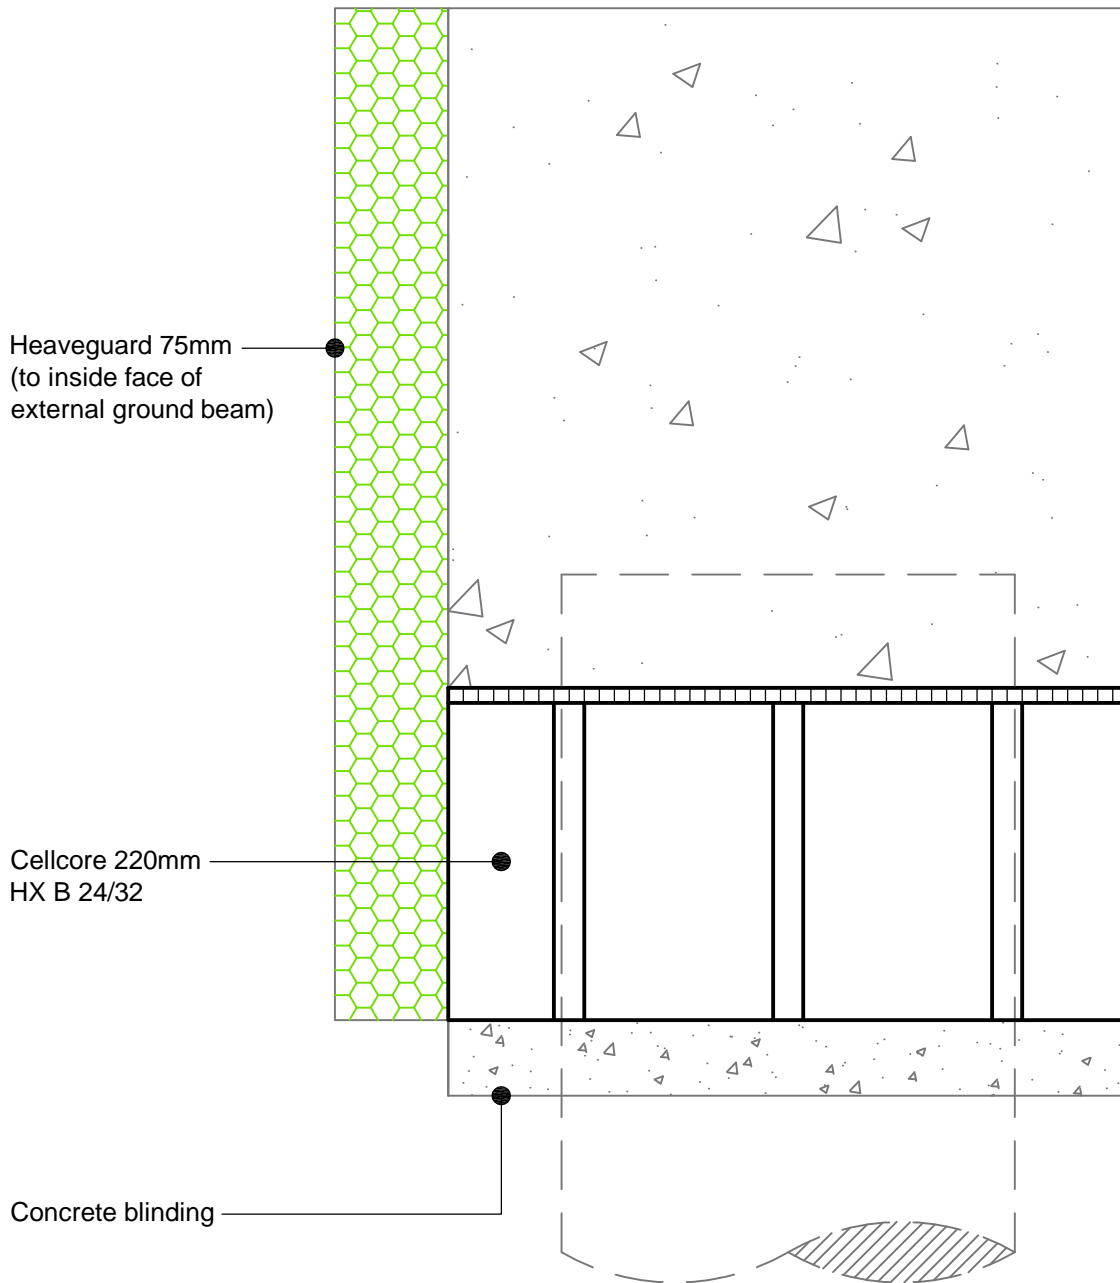 Heaveguard 75mm
(to inside face of
external ground beam)
Cellcore 220mm
HX B 24/32
Concrete blinding